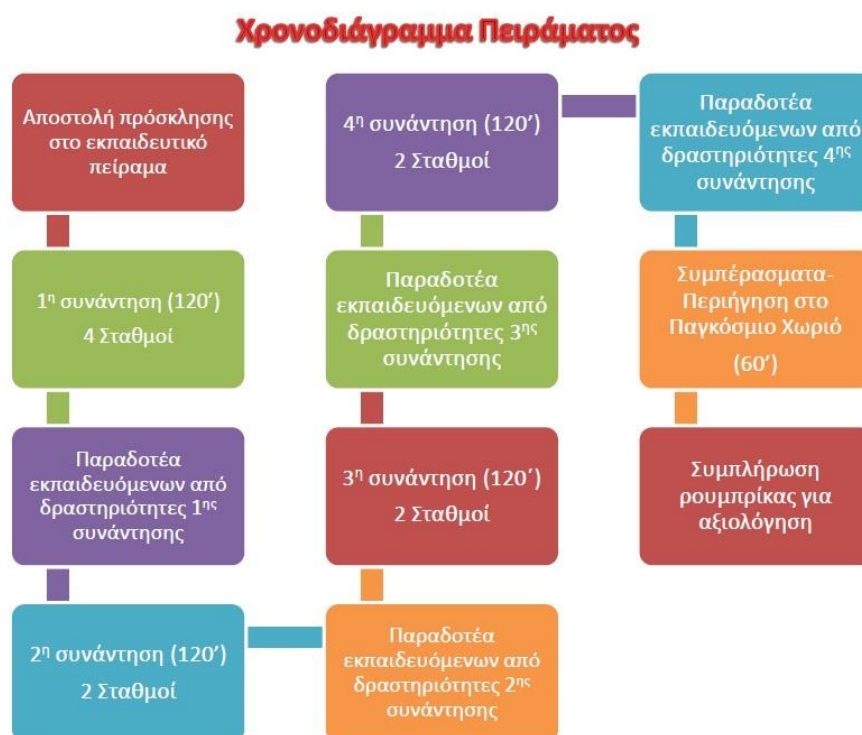 Χρονοδιάγραμμα Πειράματος
Αποστολή πρόσκλησης
στο εκπαιδευτικό
πείραμα
1η συνάντηση (120’)
4 Σταθμοί
Παραδοτέα
εκπαιδευόμενων από
δραστηριότητες 1ης
συνάντησης
2η συνάντηση (120’)
2 Σταθμοί
Παραδοτέα
εκπαιδευόμενων από
δραστηριότητες 2ης
συνάντησης
3η συνάντηση (120΄)
2 Σταθμοί
Παραδοτέα
εκπαιδευόμενων από
δραστηριότητες 3ης
συνάντησης
4η συνάντηση (120’)
2 Σταθμοί
Παραδοτέα
εκπαιδευόμενων από
δραστηριότητες 4ης
συνάντησης
Συμπέρασματα-
Περιήγηση στο
Παγκόσμιο Χωριό
(60’)
Συμπλήρωση
ρουμπρίκας για
αξιολόγηση